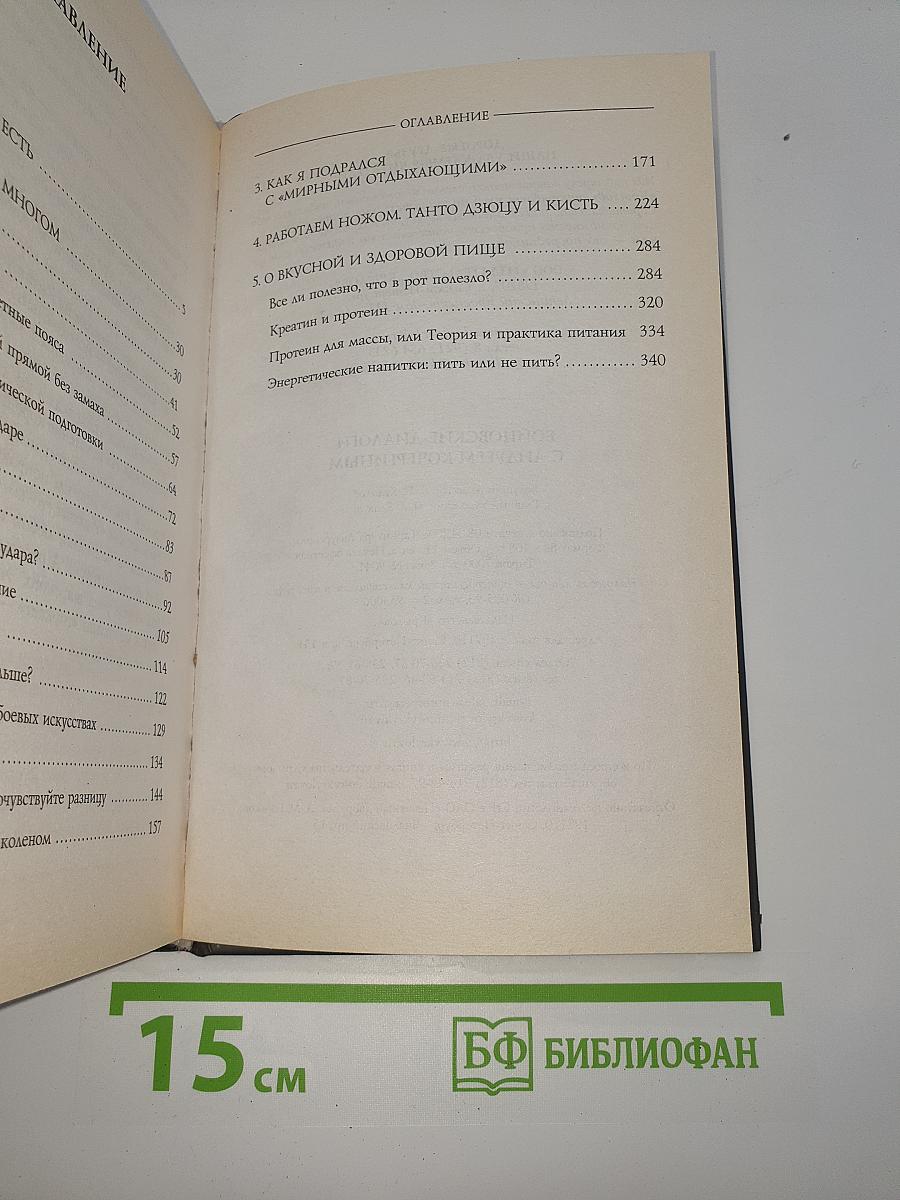 АВЛЕНИЕ
ЕСТЬ
МНОГОМ
5
30
30
етные пояса
41
й прямой без замаха
52
ической подготовки
57
даре
64
72
83
удара?
87
92
ние
105
114
льше?
122
боевых искусствах
129
134
очувствуйте разницу
144
коленом
157
ОГЛАВЛЕНИЕ
3. КАК Я ПОДРАЛСЯ
С «МИРНЫМИ ОТДЫХАЮЩИМИ» 171
4. РАБОТАЕМ НОЖОМ. ТАНТО ДЗЮЦУ И КИСТЬ 224
5. О ВКУСНОЙ И ЗДОРОВОЙ ПИЩЕ 284
Все ли полезно, что в рот полезло? 284
Креатин и протеин 320
Протеин для массы, или Теория и практика питания 334
Энергетические напитки: пить или не пить? 340
15 см
БФ БИБЛИОФАН